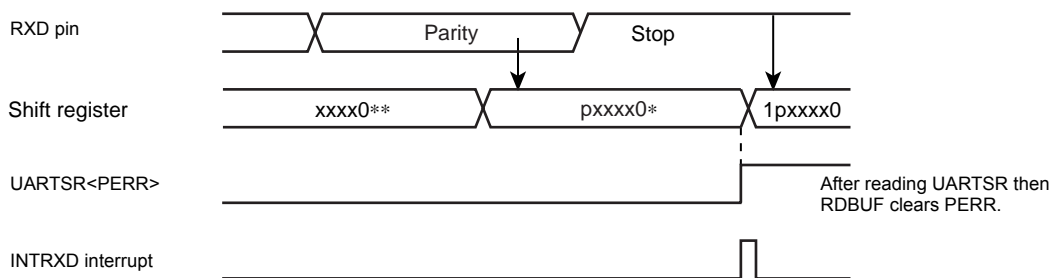 RXD pin
Parity
Stop
Shift register
xxxx0**
pxxxx0*
1pxxxx0
UARTSR<PERR>
After reading UARTSR then
RDBUF clears PERR.
INTRXD interrupt